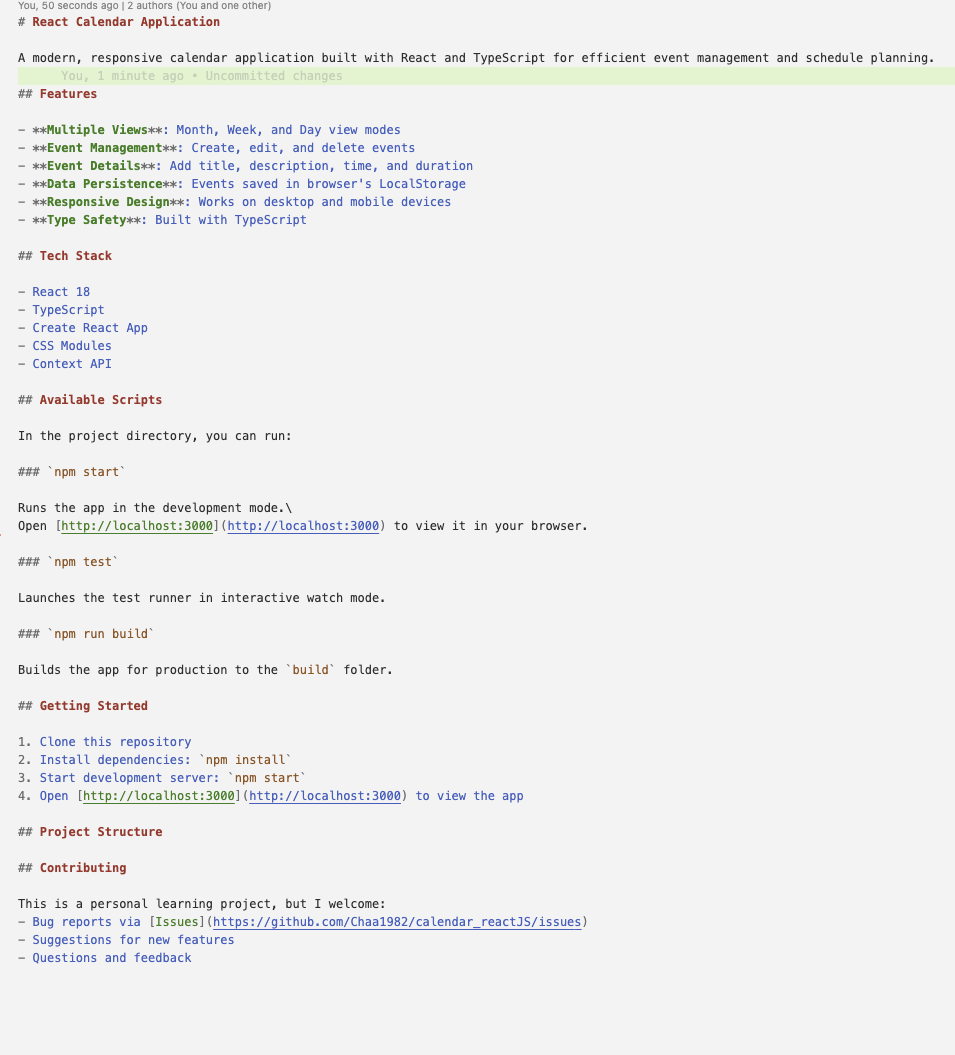 You, 50 seconds ago | 2 authors (You and one other)
# React Calendar Application
A modern, responsive calendar application built with React and TypeScript for efficient event management and schedule planning.
You, 1 minute ago • Uncommitted changes
## Features
- **Multiple Views**: Month, Week, and Day view modes
- **Event Management**: Create, edit, and delete events
- **Event Details**: Add title, description, time, and duration
- **Data Persistence**: Events saved in browser's LocalStorage
- **Responsive Design**: Works on desktop and mobile devices
- **Type Safety**: Built with TypeScript
## Tech Stack
- React 18
- TypeScript
- Create React App
- CSS Modules
- Context API
## Available Scripts
In the project directory, you can run:
### `npm start`
Runs the app in the development mode.\
Open [http://localhost:3000](http://localhost:3000) to view it in your browser.
### `npm test`
Launches the test runner in interactive watch mode.
### `npm run build`
Builds the app for production to the `build` folder.
## Getting Started
1. Clone this repository
2. Install dependencies: `npm install`
3. Start development server: `npm start`
4. Open [http://localhost:3000](http://localhost:3000) to view the app
## Project Structure
## Contributing
This is a personal learning project, but I welcome:
- Bug reports via [Issues](https://github.com/Chaa1982/calendar_reactJS/issues)
- Suggestions for new features
- Questions and feedback